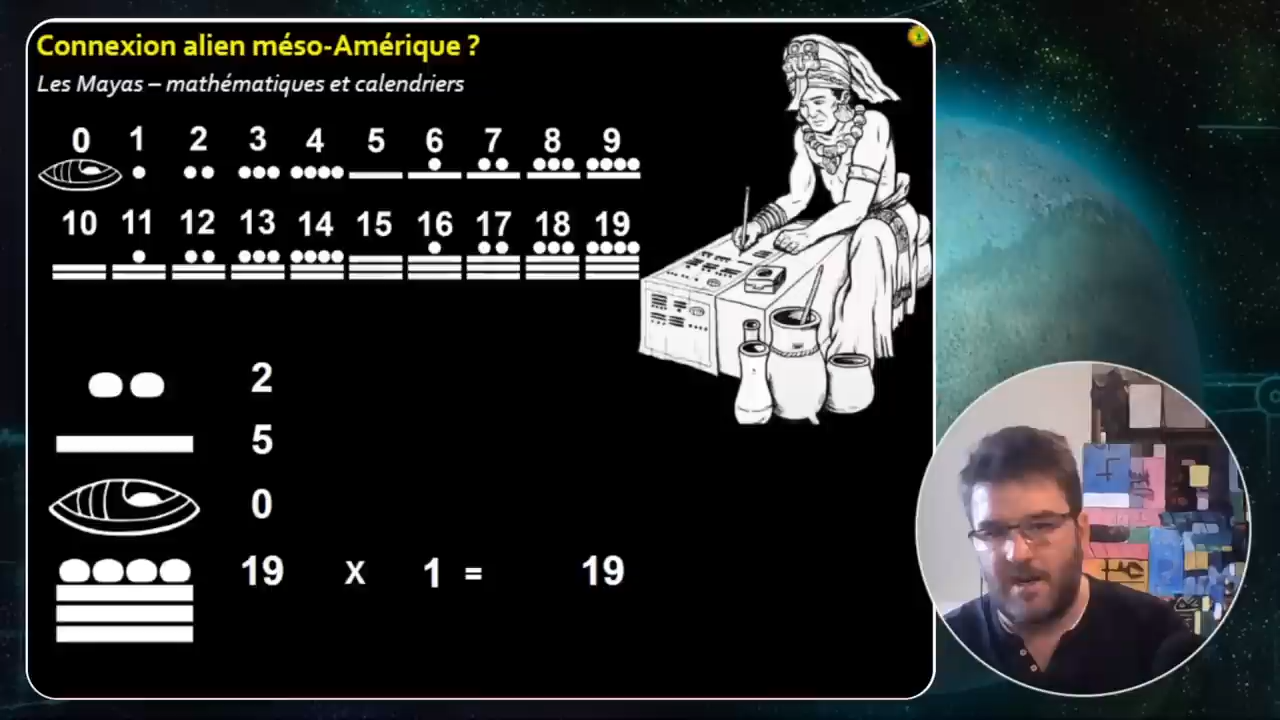 Connexion alien méso-Amérique ?
Les Mayas – mathématiques et calendriers
0 1 2 3 4 5 6 7 8 9
10 11 12 13 14 15 16 17 18 19
2
5
0
19 x 1 = 19